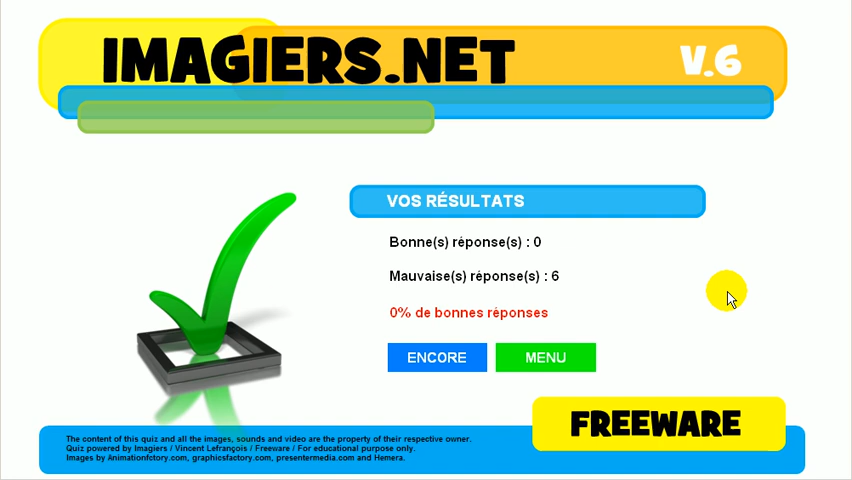 IMAGIERS.NET
V.6
VOS RÉSULTATS
Bonne(s) réponse(s) : 0
Mauvaise(s) réponse(s) : 6
0% de bonnes réponses
ENCORE
MENU
FREEWARE
The content of this quiz and all the images, sounds and video are the property of their respective owner.
Quiz powered by Imagiers / Vincent Lefrançois / Freeware / For educational purpose only.
Images by Animationfctory.com, graphicsfactory.com, presentermedia.com and Hemera.